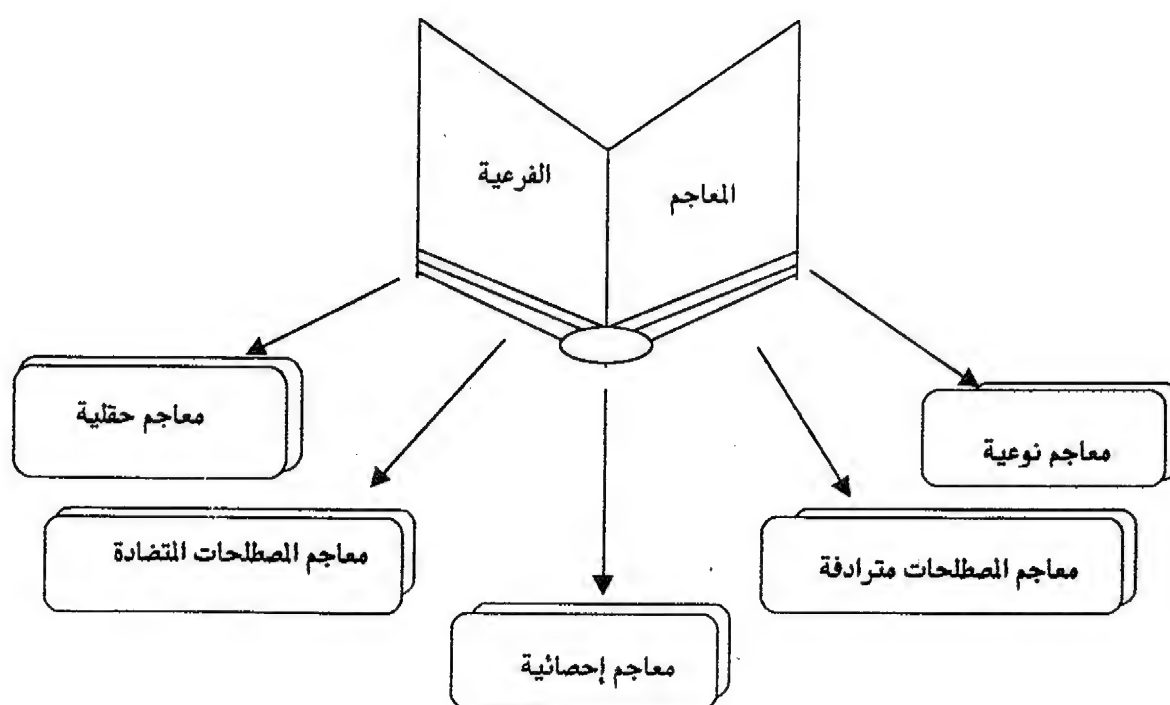 المعاجم
الفرعية
معاجم نوعية
معاجم المصطلحات مترادفة
معاجم إحصائية
معاجم المصطلحات المتضادة
معاجم حقلية